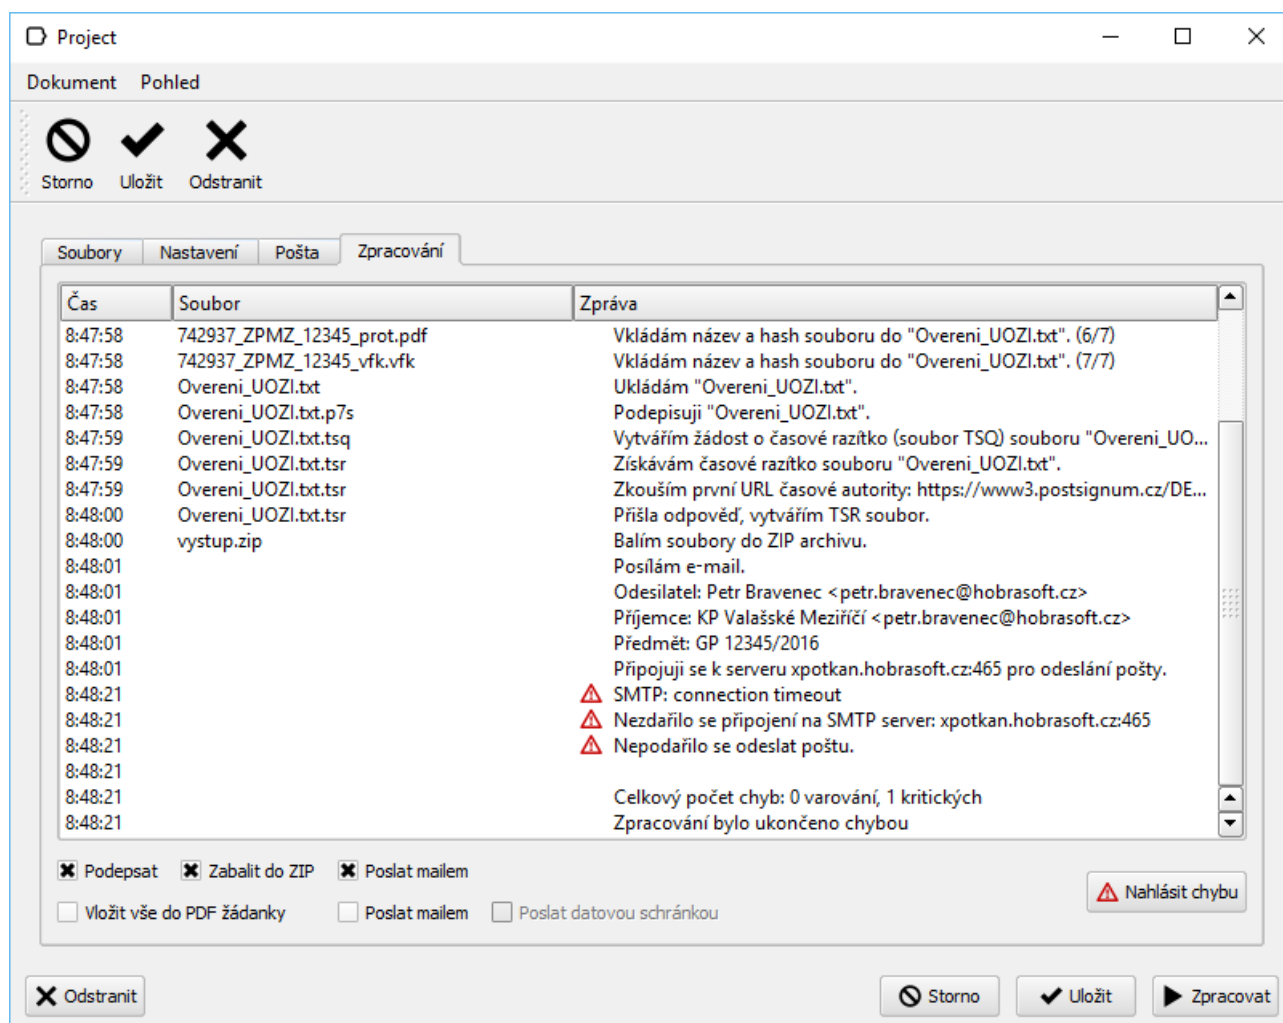 Project
Dokument Pohled
Storno Uložit Odstranit
Soubory Nastavení Pošta Zpracování
Čas Soubor Zpráva
8:47:58 742937_ZPMZ_12345_prot.pdf Vkládám název a hash souboru do "Overeni_UOZI.txt". (6/7)
8:47:58 742937_ZPMZ_12345_vfk.vfk Vkládám název a hash souboru do "Overeni_UOZI.txt". (7/7)
8:47:58 Overeni_UOZI.txt Ukládám "Overeni_UOZI.txt".
8:47:58 Overeni_UOZI.txt.p7s Podepisuji "Overeni_UOZI.txt".
8:47:59 Overeni_UOZI.txt.tsq Vytvářím žádost o časové razítko (soubor TSQ) souboru "Overeni_UO...
8:47:59 Overeni_UOZI.txt.tsr Získávám časové razítko souboru "Overeni_UOZI.txt".
8:47:59 Overeni_UOZI.txt.tsr Zkouším první URL časové autority: https://www3.postsignum.cz/DE...
8:48:00 Overeni_UOZI.txt.tsr Přišla odpověď, vytvářím TSR soubor.
8:48:00 vystup.zip Balím soubory do ZIP archivu.
8:48:01 Posílám e-mail.
8:48:01 Odesilatel: Petr Bravenec <petr.bravenec@hobrasoft.cz>
8:48:01 Příjemce: KP Valašské Meziříčí <petr.bravenec@hobrasoft.cz>
8:48:01 Předmět: GP 12345/2016
8:48:01 Připojuji se k serveru xpotkan.hobrasoft.cz:465 pro odeslání pošty.
8:48:21 SMTP: connection timeout
8:48:21 Nezdařilo se připojení na SMTP server: xpotkan.hobrasoft.cz:465
8:48:21 Nepodařilo se odeslat poštu.
8:48:21
8:48:21 Celkový počet chyb: 0 varování, 1 kritických
8:48:21 Zpracování bylo ukončeno chybou
Podepsat Zabalit do ZIP Poslat mailem
Nahlásit chybu
Vložit vše do PDF žádanky Poslat mailem Poslat datovou schránkou
Odstranit Storno Uložit Zpracovat